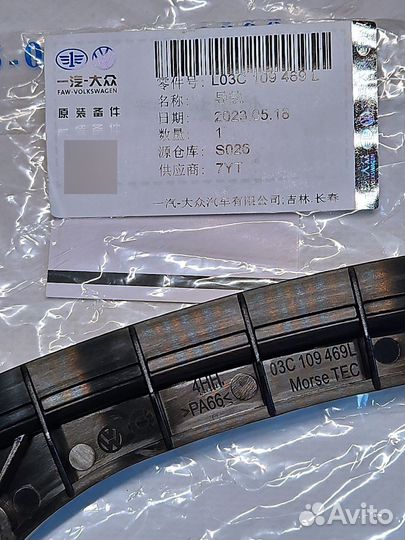 一汽-大众
FAW-VOLKSWAGEN
原装备件
零件号: L03C 109 469 L
名称: 导轨
日期: 2023.05.16
数量: 1
源仓库: S026
供应商: 7YT
一汽-大众汽车有限公司;吉林.长春
4HH
>PA66<
03C 109 469L
Morse TEC
Avito